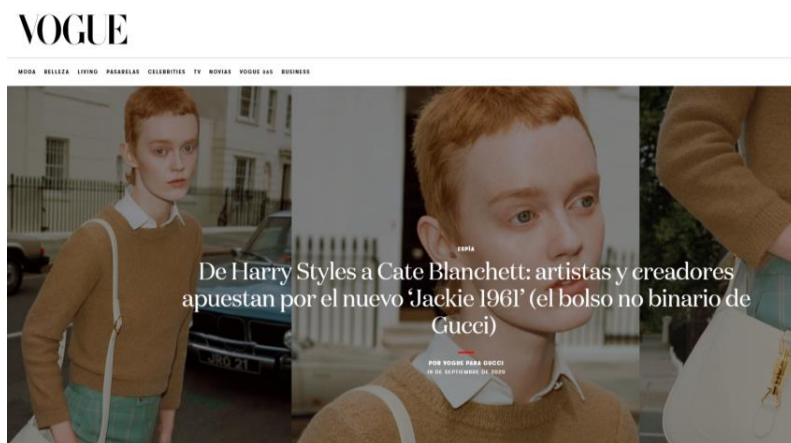 VOGUE
MODA BELLEZA LIVING PASARELAS CELEBRITIES TV NOVIAS VOGUE 365 BUSINESS
ESPÍA
De Harry Styles a Cate Blanchett: artistas y creadores
apuestan por el nuevo ‘Jackie 1961’ (el bolso no binario de
Gucci)
POR VOGUE PARA GUCCI
DE SEPTIEMBRE DE 2020
JRO 21